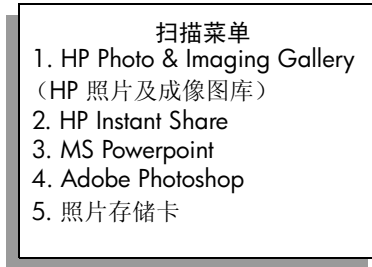 扫描菜单
1. HP Photo & Imaging Gallery
（HP 照片及成像图库）
2. HP Instant Share
3. MS Powerpoint
4. Adobe Photoshop
5. 照片存储卡